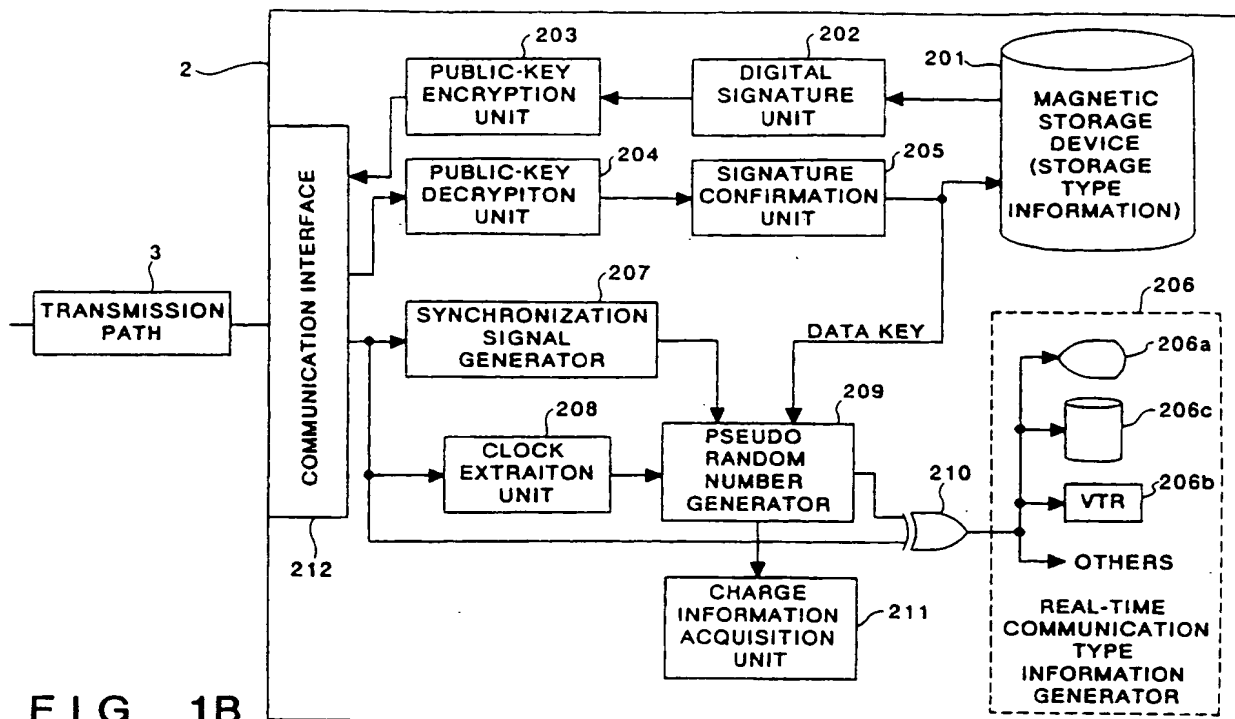 2
203
PUBLIC-KEY
ENCRYPTION
UNIT
202
DIGITAL
SIGNATURE
UNIT
201
MAGNETIC
STORAGE
DEVICE
(STORAGE
TYPE
INFORMATION)
204
PUBLIC-KEY
DECRYPITON
UNIT
205
SIGNATURE
CONFIRMATION
UNIT
COMMUNICATION INTERFACE
212
3
TRANSMISSION
PATH
207
SYNCHRONIZATION
SIGNAL
GENERATOR
DATA KEY
208
CLOCK
EXTRAITON
UNIT
209
PSEUDO
RANDOM
NUMBER
GENERATOR
210
CHARGE
INFORMATION
ACQUISITION
UNIT
211
206
206a
206c
VTR
206b
OTHERS
REAL-TIME
COMMUNICATION
TYPE
INFORMATION
GENERATOR
FIG. 1B